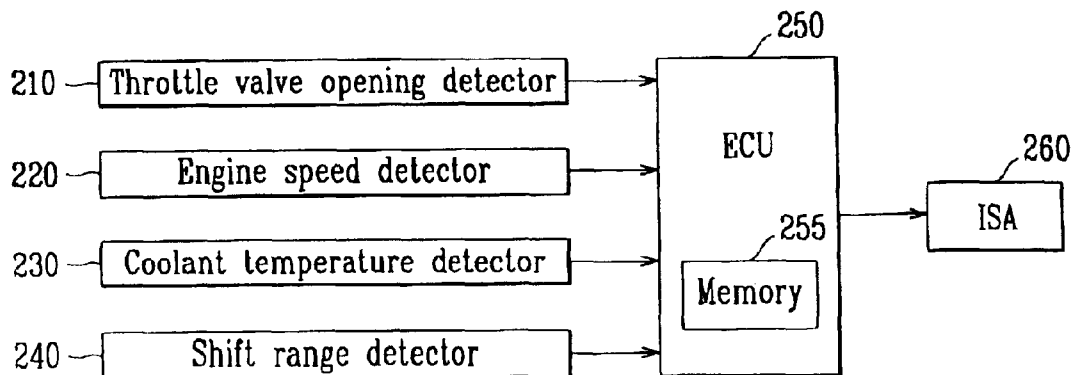 250
210 Throttle valve opening detector
ECU
260
220 Engine speed detector
ISA
255
230 Coolant temperature detector
Memory
240 Shift range detector